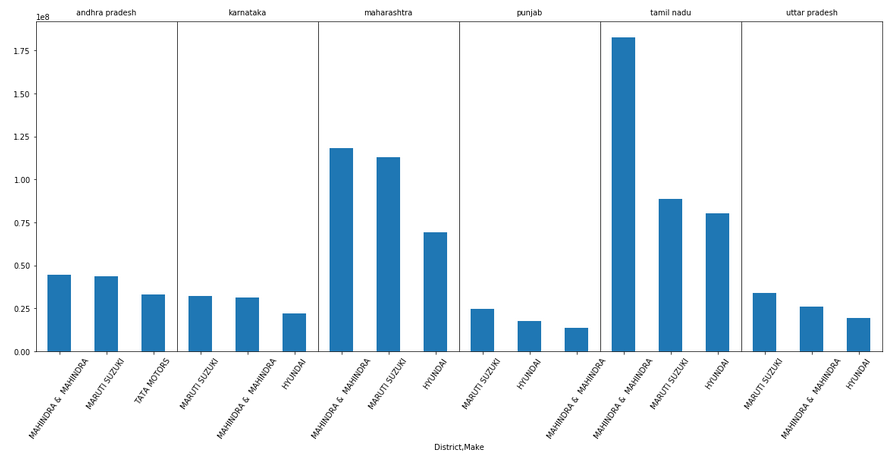 andhra pradesh
karnataka
maharashtra
punjab
tamil nadu
uttar pradesh
1e8
1.75
1.50
1.25
1.00
0.75
0.50
0.25
0.00
MAHINDRA &  MAHINDRA
MARUTI SUZUKI
TATA MOTORS
MARUTI SUZUKI
MAHINDRA &  MAHINDRA
HYUNDAI
MAHINDRA &  MAHINDRA
MARUTI SUZUKI
HYUNDAI
MARUTI SUZUKI
HYUNDAI
MAHINDRA &  MAHINDRA
MAHINDRA &  MAHINDRA
MARUTI SUZUKI
HYUNDAI
MARUTI SUZUKI
MAHINDRA &  MAHINDRA
HYUNDAI
District,Make